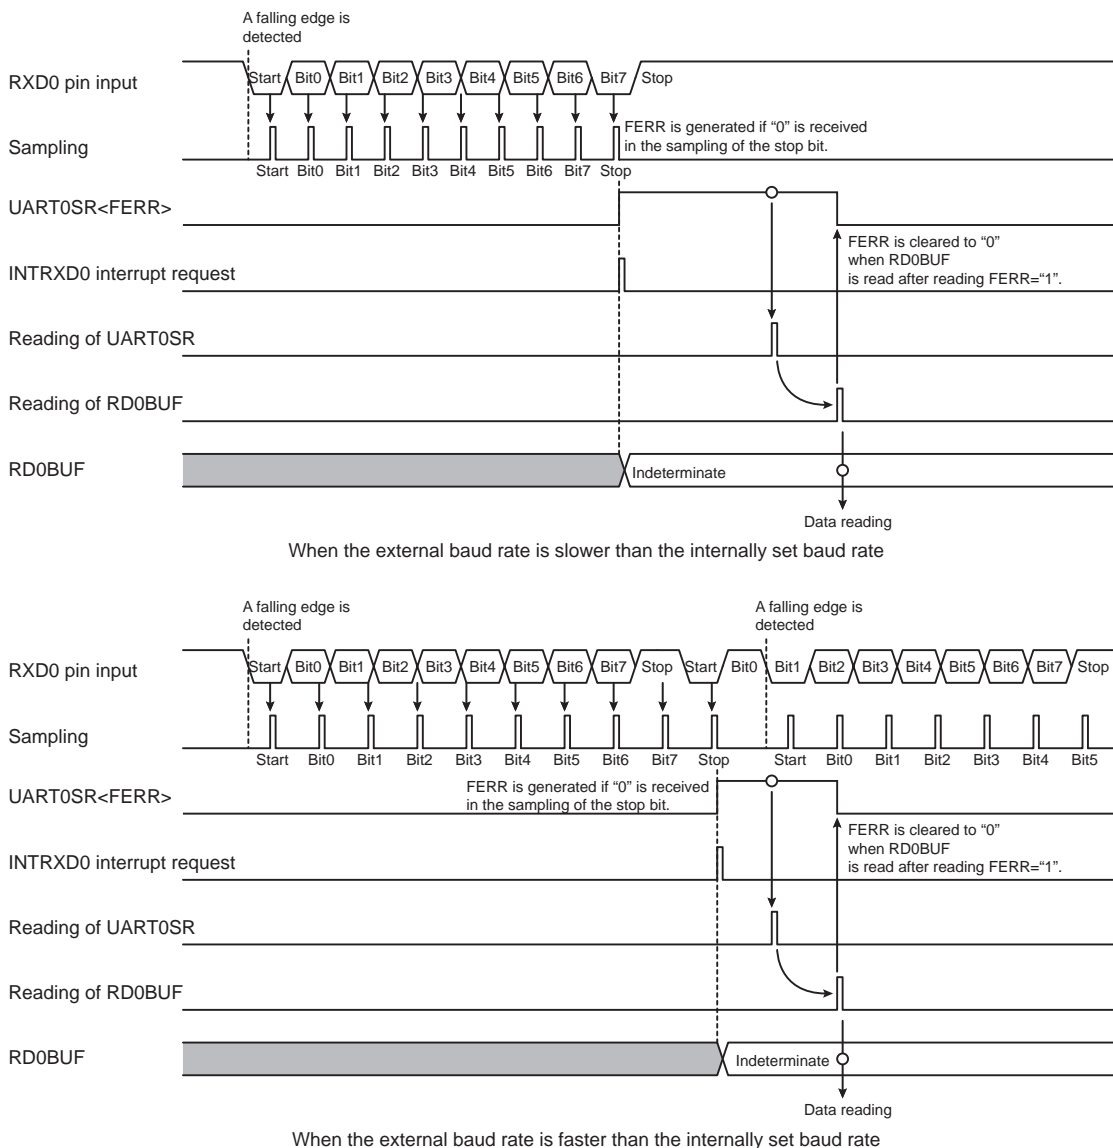 A falling edge is
detected
RXD0 pin input
Start Bit0 Bit1 Bit2 Bit3 Bit4 Bit5 Bit6 Bit7 Stop
Sampling
FERR is generated if “0” is received
in the sampling of the stop bit.
Start Bit0 Bit1 Bit2 Bit3 Bit4 Bit5 Bit6 Bit7 Stop
UART0SR<FERR>
FERR is cleared to “0”
when RD0BUF
is read after reading FERR=“1”.
INTRXD0 interrupt request
Reading of UART0SR
Reading of RD0BUF
RD0BUF
Indeterminate
Data reading
When the external baud rate is slower than the internally set baud rate
A falling edge is
detected
A falling edge is
detected
RXD0 pin input
Start Bit0 Bit1 Bit2 Bit3 Bit4 Bit5 Bit6 Bit7 Stop Start Bit0 Bit1 Bit2 Bit3 Bit4 Bit5 Bit6 Bit7 Stop
Sampling
Start Bit0 Bit1 Bit2 Bit3 Bit4 Bit5 Bit6 Bit7 Stop Start Bit0 Bit1 Bit2 Bit3 Bit4 Bit5
UART0SR<FERR>
FERR is generated if “0” is received
in the sampling of the stop bit.
FERR is cleared to “0”
when RD0BUF
is read after reading FERR=“1”.
INTRXD0 interrupt request
Reading of UART0SR
Reading of RD0BUF
RD0BUF
Indeterminate
Data reading
When the external baud rate is faster than the internally set baud rate